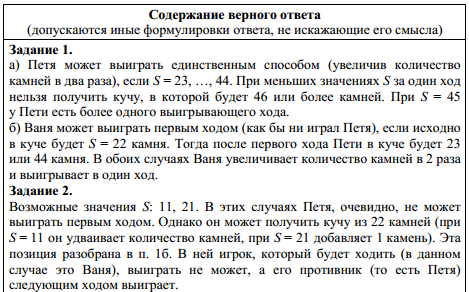 Содержание верного ответа
(допускаются иные формулировки ответа, не искажающие его смысла)
Задание 1.
а) Петя может выиграть единственным способом (увеличив количество
камней в два раза), если S = 23, …, 44. При меньших значениях S за один ход
нельзя получить кучу, в которой будет 46 или более камней. При S = 45
у Пети есть более одного выигрывающего хода.
б) Ваня может выиграть первым ходом (как бы ни играл Петя), если исходно
в куче будет S = 22 камня. Тогда после первого хода Пети в куче будет 23
или 44 камня. В обоих случаях Ваня увеличивает количество камней в 2 раза
и выигрывает в один ход.
Задание 2.
Возможные значения S: 11, 21. В этих случаях Петя, очевидно, не может
выиграть первым ходом. Однако он может получить кучу из 22 камней (при
S = 11 он удваивает количество камней, при S = 21 добавляет 1 камень). Эта
позиция разобрана в п. 1б. В ней игрок, который будет ходить (в данном
случае это Ваня), выиграть не может, а его противник (то есть Петя)
следующим ходом выиграет.